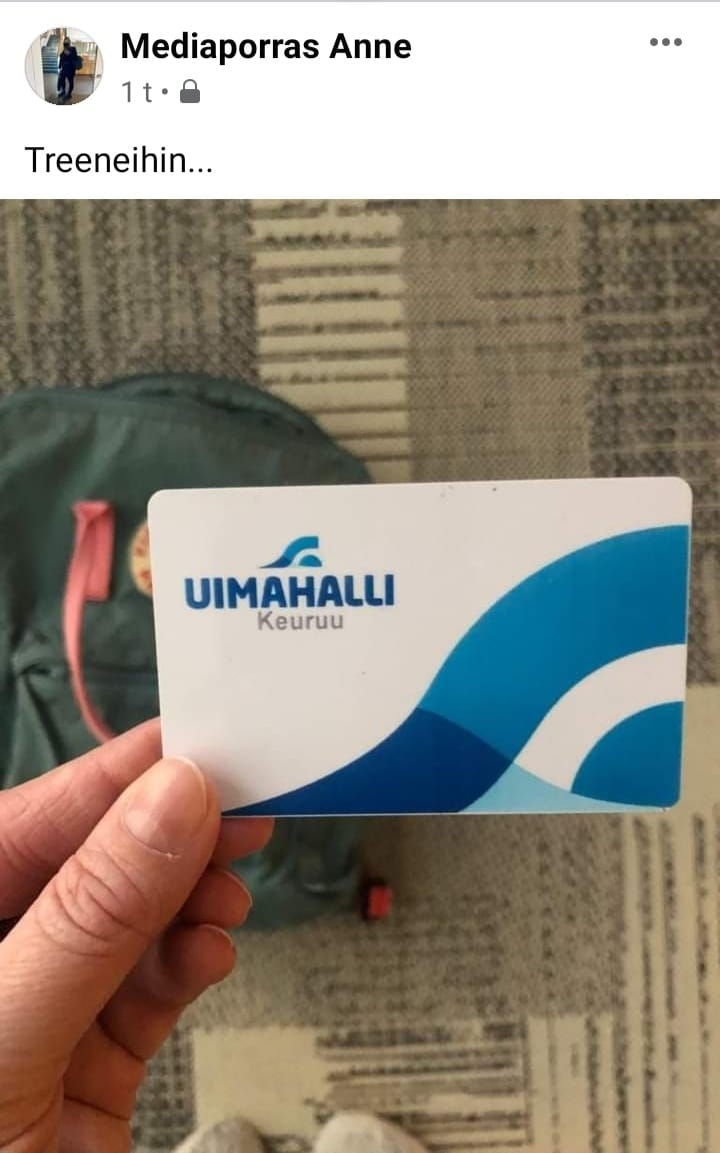 Mediaporras Anne
1 t
Treeneihin...
UIMAHALLI
Keuruu